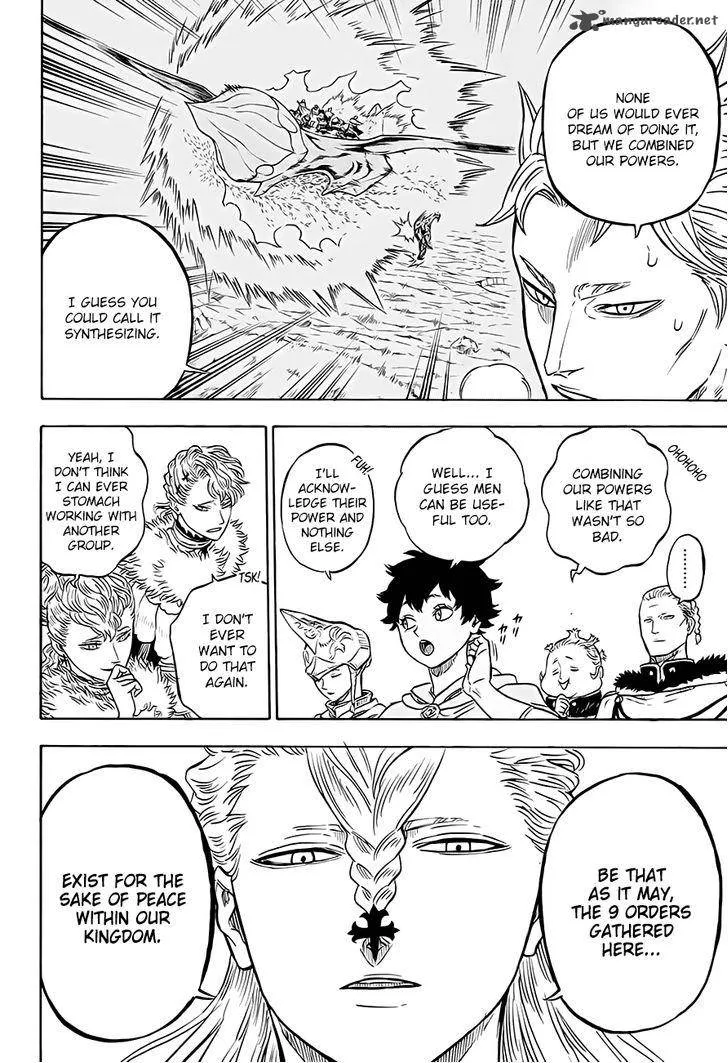 mangareader.net
NONE
OF US WOULD EVER
DREAM OF DOING IT,
BUT WE COMBINED
OUR POWERS.
I GUESS YOU
COULD CALL IT
SYNTHESIZING.
OHOHOHO
COMBINING
OUR POWERS
LIKE THAT
WASN'T SO
BAD.
WELL... I
GUESS MEN
CAN BE USE-
FUL TOO.
FUH!
I'LL
ACKNOW-
LEDGE THEIR
POWER AND
NOTHING
ELSE.
YEAH, I
DON'T THINK
I CAN EVER
STOMACH
WORKING WITH
ANOTHER
GROUP.
TSK!
I DON'T
EVER
WANT TO
DO THAT
AGAIN.
BE THAT
AS IT MAY,
THE 9 ORDERS
GATHERED
HERE...
EXIST FOR THE
SAKE OF PEACE
WITHIN OUR
KINGDOM.